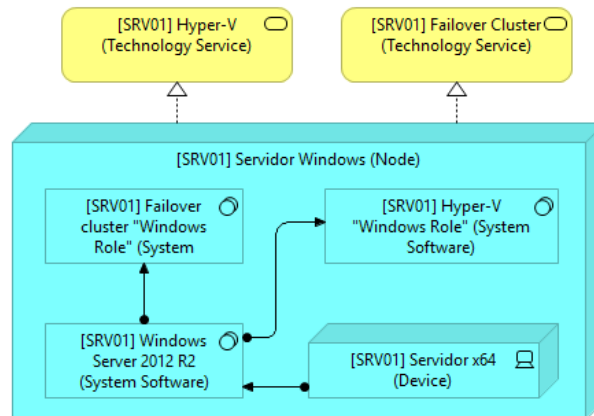 [SRV01] Hyper-V
(Technology Service)
[SRV01] Failover Cluster
(Technology Service)
[SRV01] Servidor Windows (Node)
[SRV01] Failover
cluster "Windows
Role" (System
[SRV01] Hyper-V
"Windows Role" (System
Software)
[SRV01] Windows
Server 2012 R2
(System Software)
[SRV01] Servidor x64
(Device)